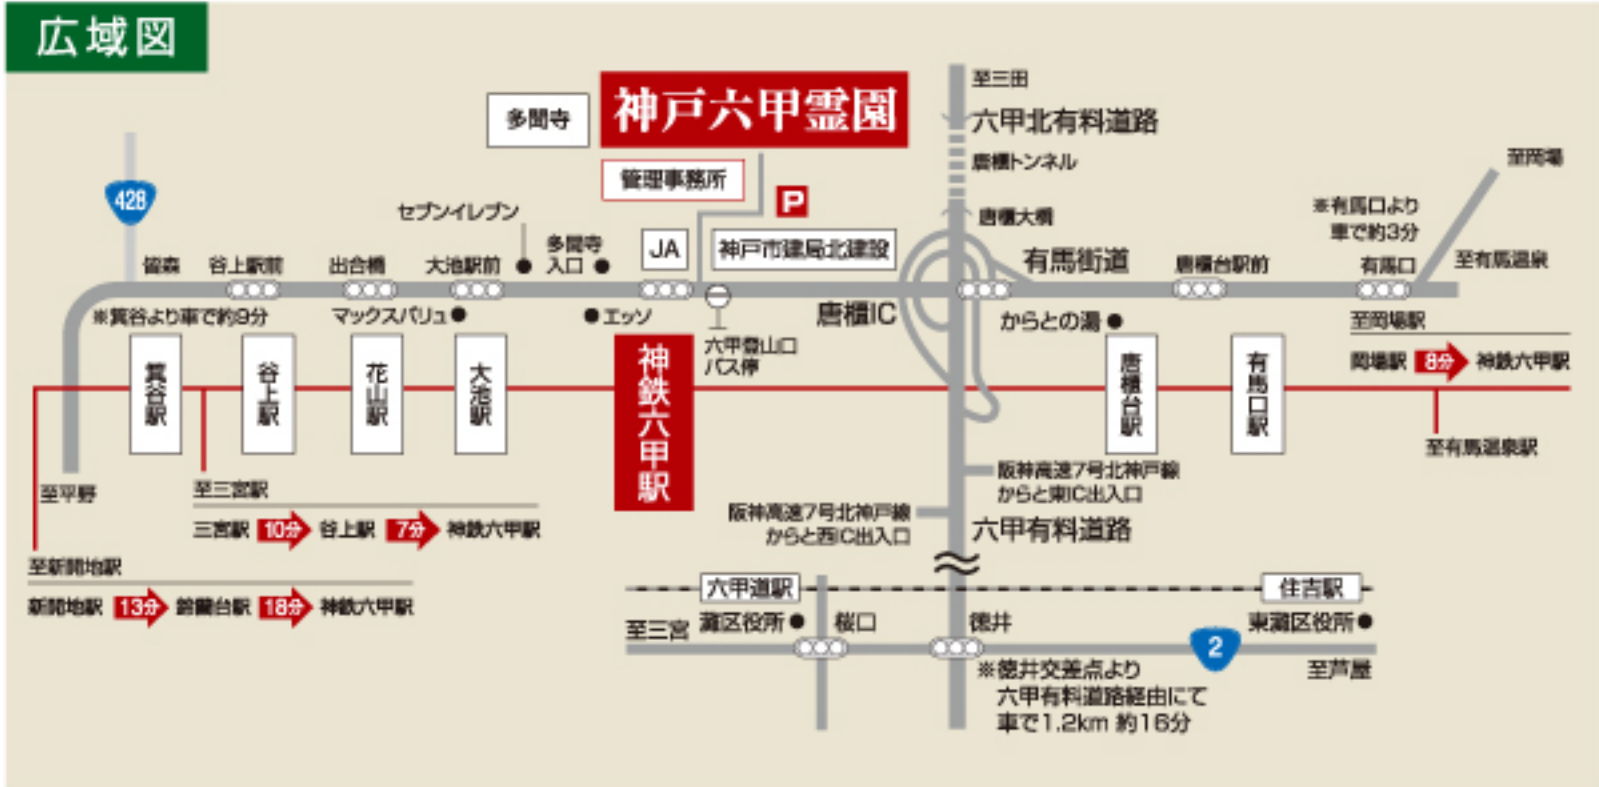 広域図
至三田
多聞寺
神戸六甲霊園
六甲北有料道路
唐櫃トンネル
至岡場
管理事務所
P
428
セブンイレブン
唐櫃大橋
※有馬口より
車で約3分
多聞寺
入口
JA
神戸市建局北建設
皆森
谷上駅前
出合橋
大池駅前
有馬街道
唐櫃台駅前
有馬口
至有馬温泉
※箕谷より車で約9分
マックスバリュ
エッソ
唐櫃IC
からとの湯
至岡場駅
六甲登山口
バス停
岡場駅 8分 神鉄六甲駅
箕谷駅
谷上駅
花山駅
大池駅
神鉄六甲駅
唐櫃台駅
有馬口駅
至有馬温泉駅
至平野
至三宮駅
三宮駅 10分 谷上駅 7分 神鉄六甲駅
阪神高速7号北神戸線
からと東IC出入口
阪神高速7号北神戸線
からと西IC出入口
六甲有料道路
至新開地駅
新開地駅 13分 鈴蘭台駅 18分 神鉄六甲駅
六甲道駅
住吉駅
至三宮
灘区役所
桜口
徳井
東灘区役所
2
至芦屋
※徳井交差点より
六甲有料道路経由にて
車で1.2km 約16分